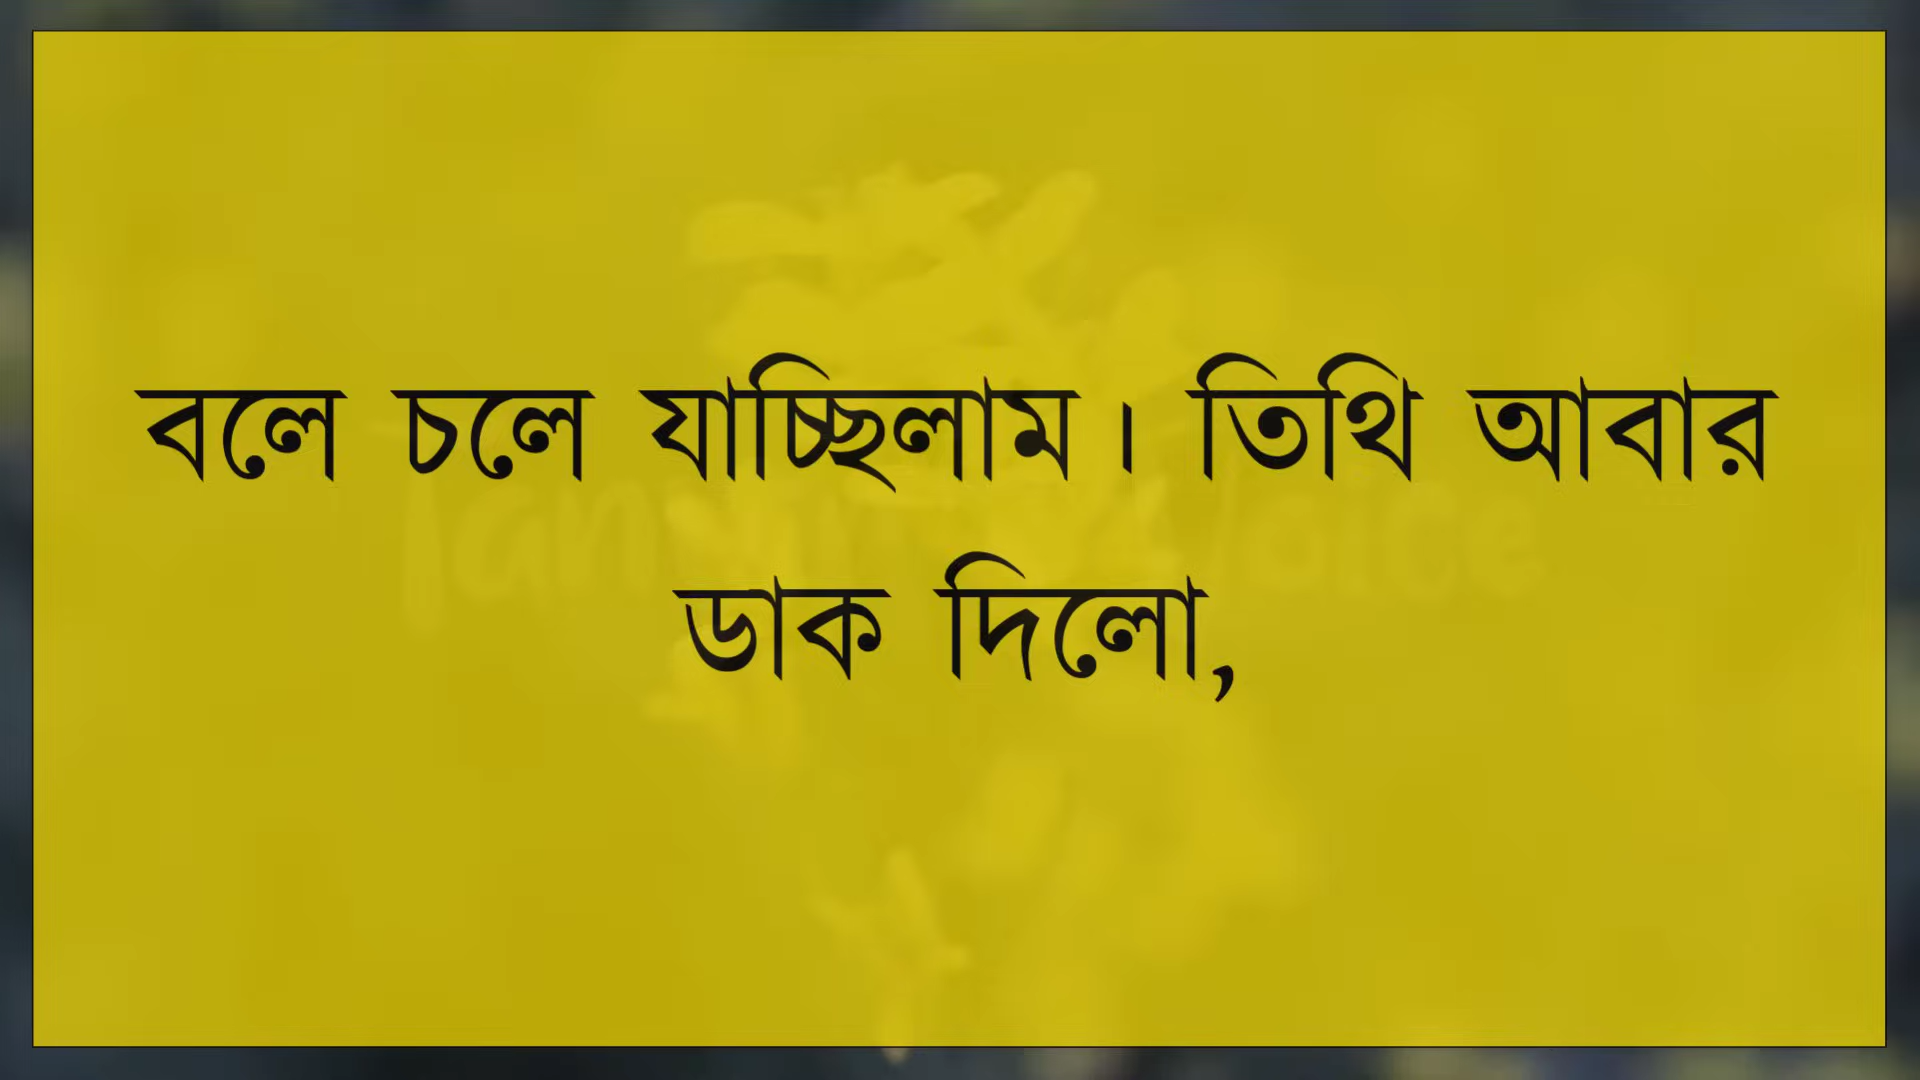 বলে চলে যাচ্ছিলাম। তিথি আবার
ডাক দিলো,